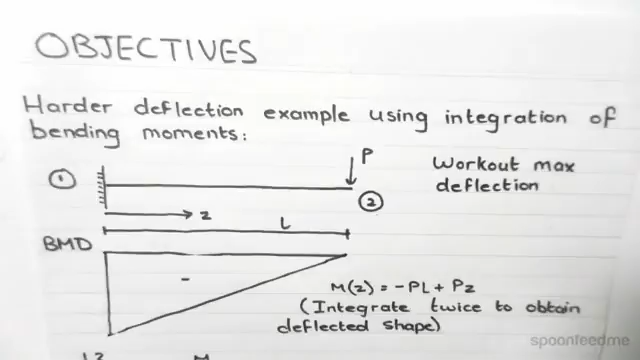 OBJECTIVES
Harder deflection example using integration of
bending moments:
P
Workout max
deflection
①
②
z
L
BMD
-
M(z) = -PL + Pz
(Integrate twice to obtain
deflected shape)
spoonfeedme